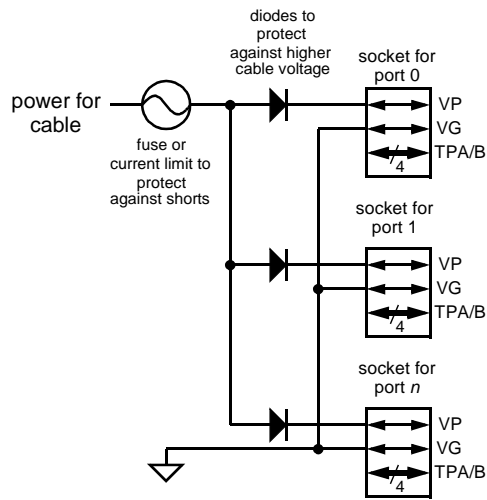 diodes to
protect
against higher
cable voltage
socket for
port 0
power for
cable
fuse or
current limit to
protect
against shorts
VP
VG
TPA/B
4
socket for
port 1
VP
VG
TPA/B
4
socket for
port n
VP
VG
TPA/B
4